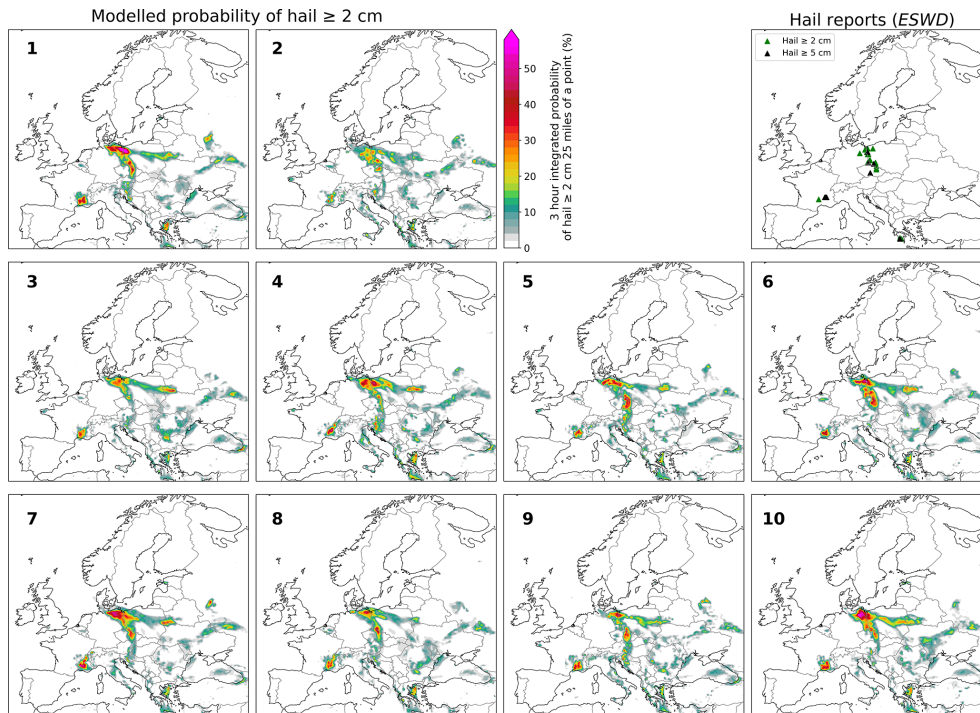 Modelled probability of hail ≥ 2 cm
Hail reports (ESWD)
1
2
50
40
30
20
10
0
3 hour integrated probability
of hail ≥ 2 cm 25 miles of a point (%)
Hail ≥ 2 cm
Hail ≥ 5 cm
3
4
5
6
7
8
9
10